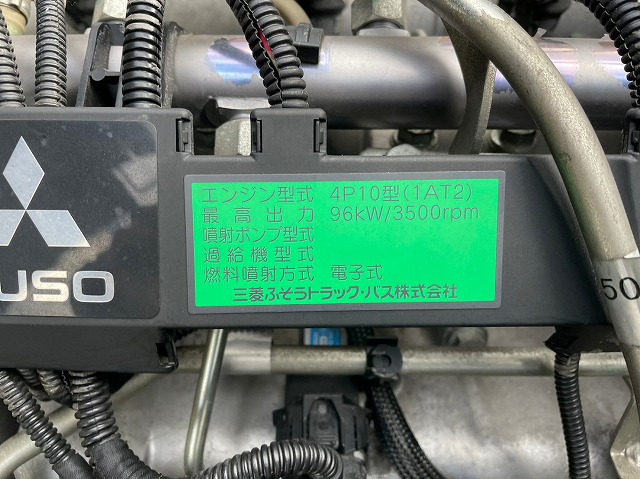 エンジン型式 4P10型(1AT2)
最高出力 96kW/3500rpm
噴射ポンプ型式
過給機型式
燃料噴射方式 電子式
三菱ふそうトラック・バス株式会社
USO
50